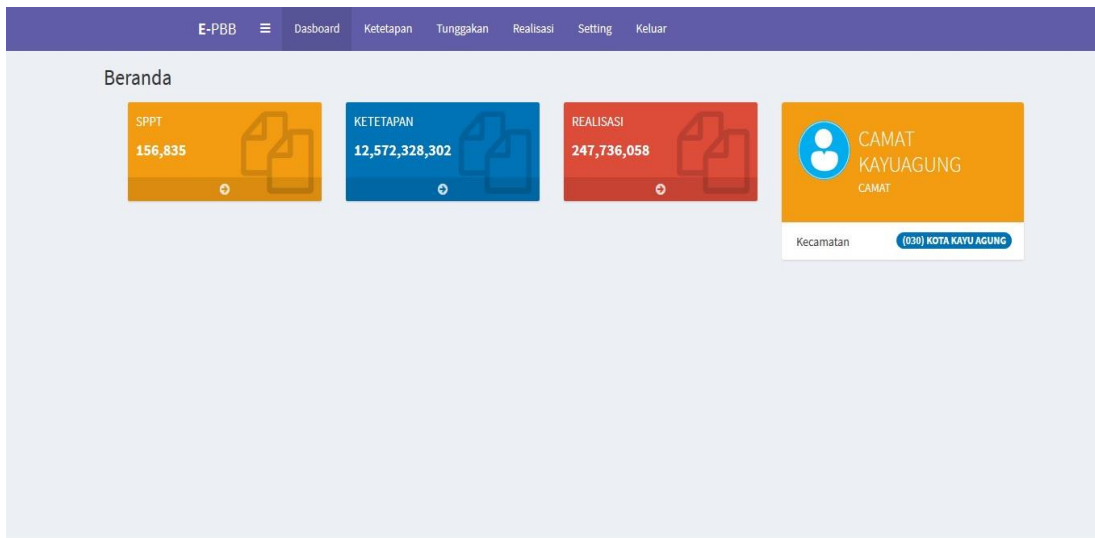 E-PBB Dasboard Ketetapan Tunggakan Realisasi Setting Keluar
Beranda
SPPT
156,835
KETETAPAN
12,572,328,302
REALISASI
247,736,058
CAMAT
KAYUAGUNG
CAMAT
Kecamatan (030) KOTA KAYU AGUNG